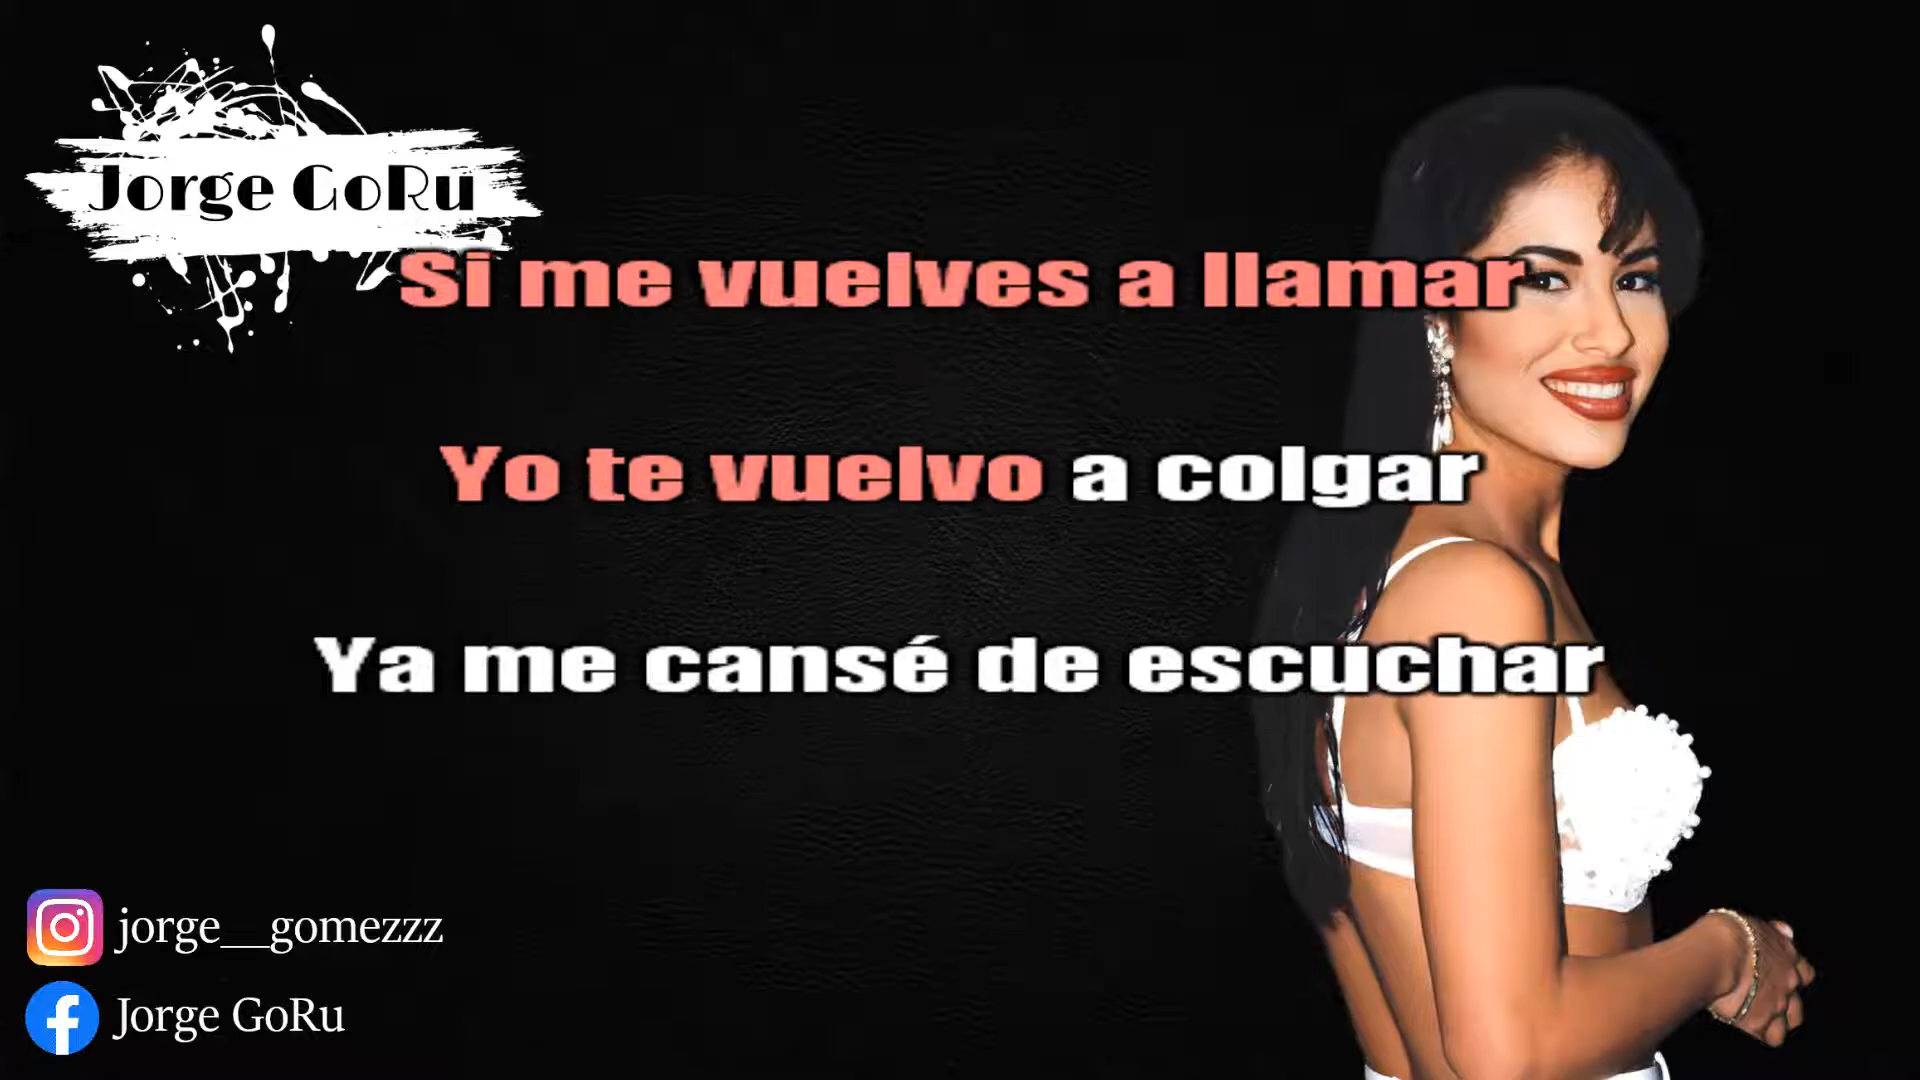 Jorge GoRu
Si me vuelves a llamar
Yo te vuelvo a colgar
Ya me cansé de escuchar
jorge__gomezzz
Jorge GoRu